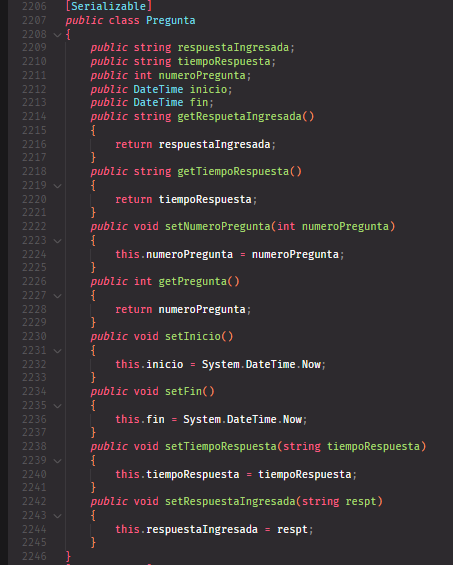 2206 [Serializable]
2207 public class Pregunta
2208 {
2209 public string respuestaIngresada;
2210 public string tiempoRespuesta;
2211 public int numeroPregunta;
2212 public DateTime inicio;
2213 public DateTime fin;
2214 public string getRespuetaIngresada()
2215 {
2216 return respuestaIngresada;
2217 }
2218 public string getTiempoRespuesta()
2219 {
2220 return tiempoRespuesta;
2221 }
2222 public void setNumeroPregunta(int numeroPregunta)
2223 {
2224 this.numeroPregunta = numeroPregunta;
2225 }
2226 public int getPregunta()
2227 {
2228 return numeroPregunta;
2229 }
2230 public void setInicio()
2231 {
2232 this.inicio = System.DateTime.Now;
2233 }
2234 public void setFin()
2235 {
2236 this.fin = System.DateTime.Now;
2237 }
2238 public void setTiempoRespuesta(string tiempoRespuesta)
2239 {
2240 this.tiempoRespuesta = tiempoRespuesta;
2241 }
2242 public void setRespuestaIngresada(string respt)
2243 {
2244 this.respuestaIngresada = respt;
2245 }
2246 }